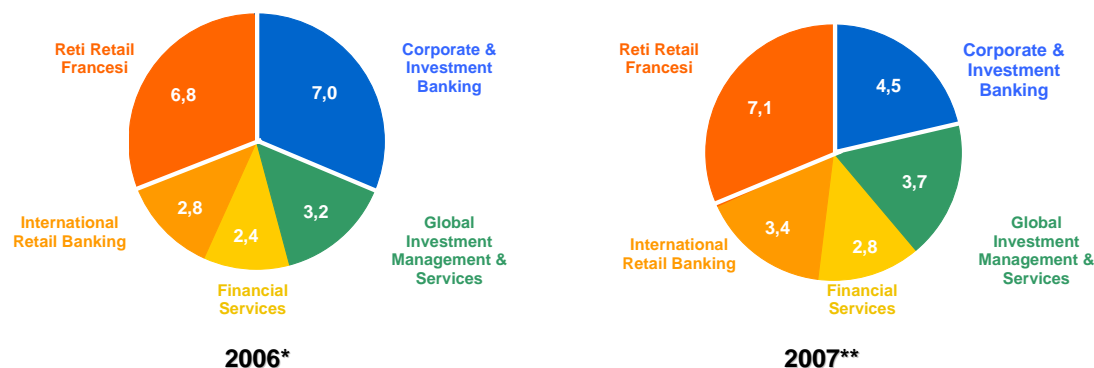 Reti Retail
Francesi
Corporate &
Investment
Banking
6,8
7,0
2,8
3,2
2,4
International
Retail Banking
Global
Investment
Management &
Services
Financial
Services
2006*
Reti Retail
Francesi
Corporate &
Investment
Banking
4,5
7,1
3,7
3,4
2,8
International
Retail Banking
Global
Investment
Management &
Services
Financial
Services
2007**